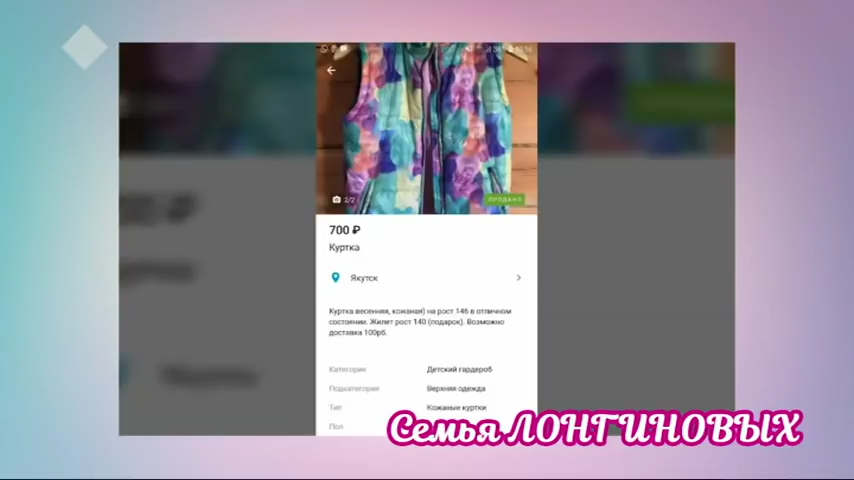 2/2
ПРОДАНО
700 ₽
Куртка
Якутск
Куртка весенняя, кожаная) на рост 146 в отличном
состоянии. Жилет рост 140 (подарок). Возможно
доставка 100рб.
Категория Детский гардероб
Подкатегория Верхняя одежда
Тип Кожаные куртки
Пол
Семья ЛОНГИНОВЫХ